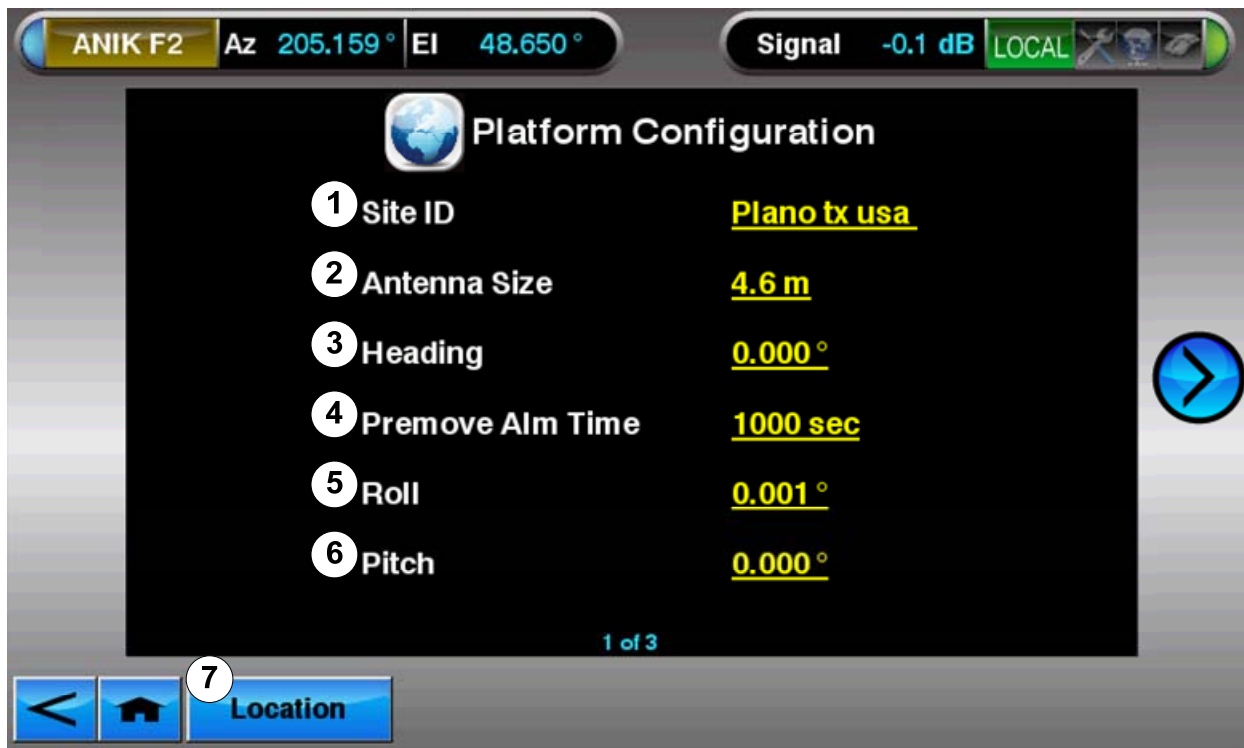 ANIK F2 Az 205.159 ° El 48.650 ° Signal -0.1 dB LOCAL
Platform Configuration
1 Site ID Plano tx usa
2 Antenna Size 4.6 m
3 Heading 0.000 °
4 Premove Alm Time 1000 sec
5 Roll 0.001 °
6 Pitch 0.000 °
1 of 3
7
< Location